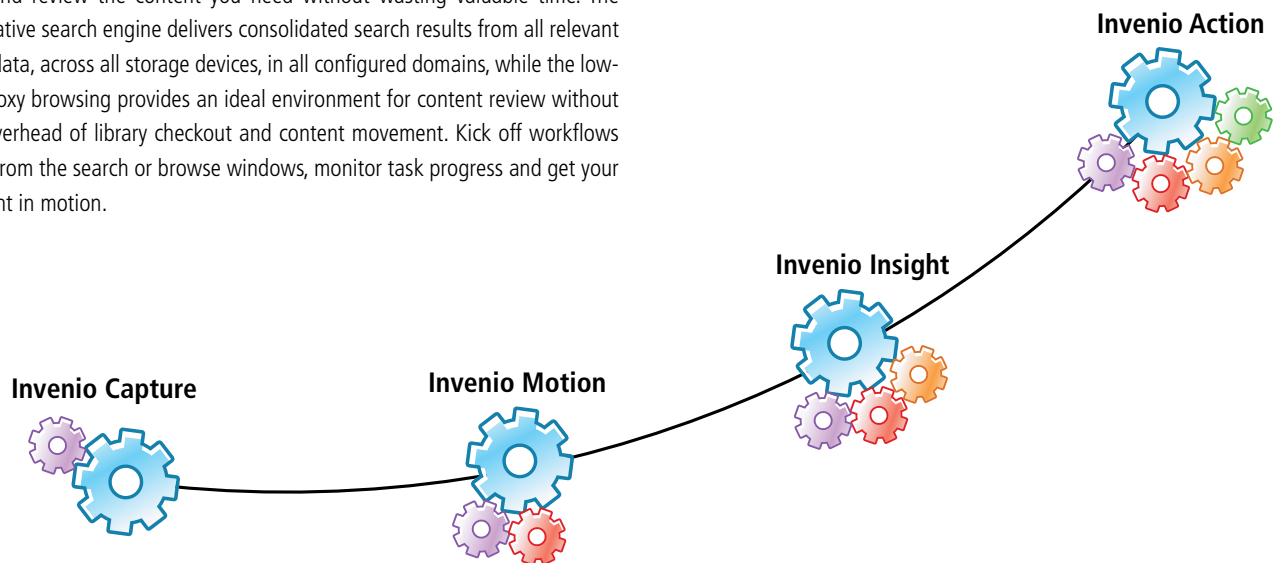 nd review the content you need without wasting valuable time. The
ative search engine delivers consolidated search results from all relevant
data, across all storage devices, in all configured domains, while the low-
oxy browsing provides an ideal environment for content review without
verhead of library checkout and content movement. Kick off workflows
rom the search or browse windows, monitor task progress and get your
nt in motion.
Invenio Action
Invenio Insight
Invenio Motion
Invenio Capture